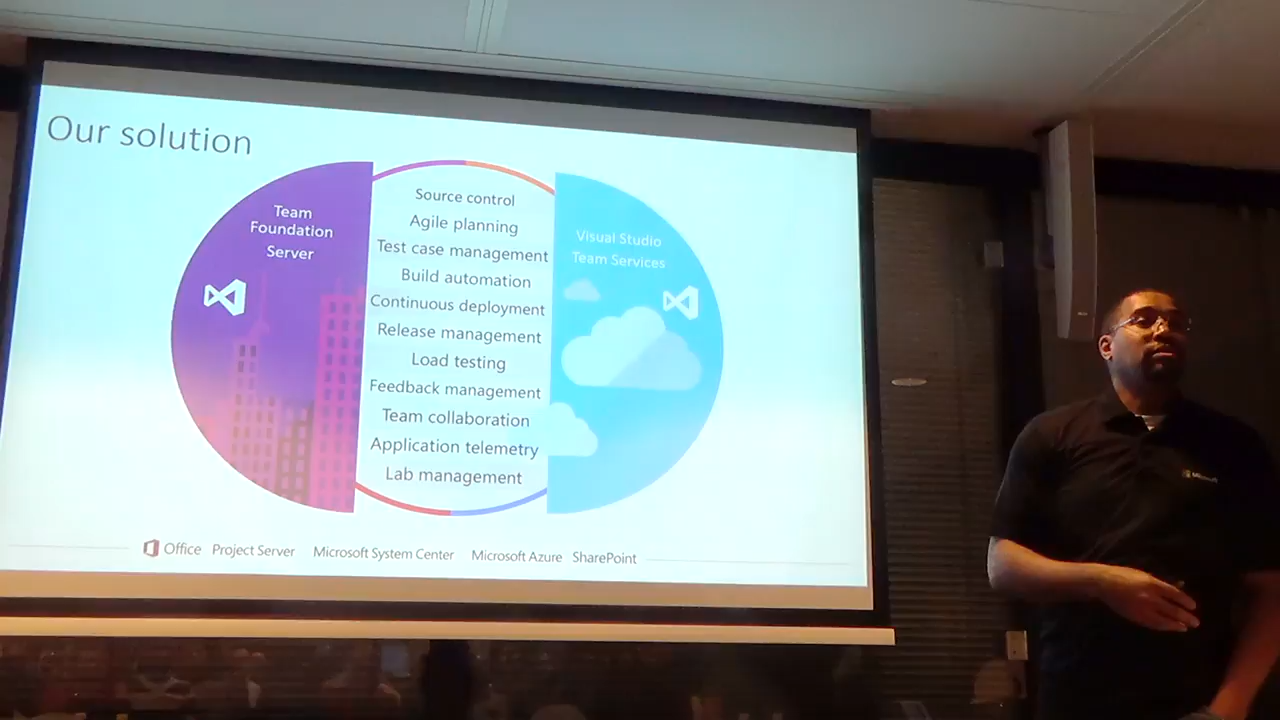 Our solution
Team
Foundation
Server
Source control
Agile planning
Test case management
Build automation
Continuous deployment
Release management
Load testing
Feedback management
Team collaboration
Application telemetry
Lab management
Visual Studio
Team Services
Office Project Server Microsoft System Center Microsoft Azure SharePoint
Microsoft